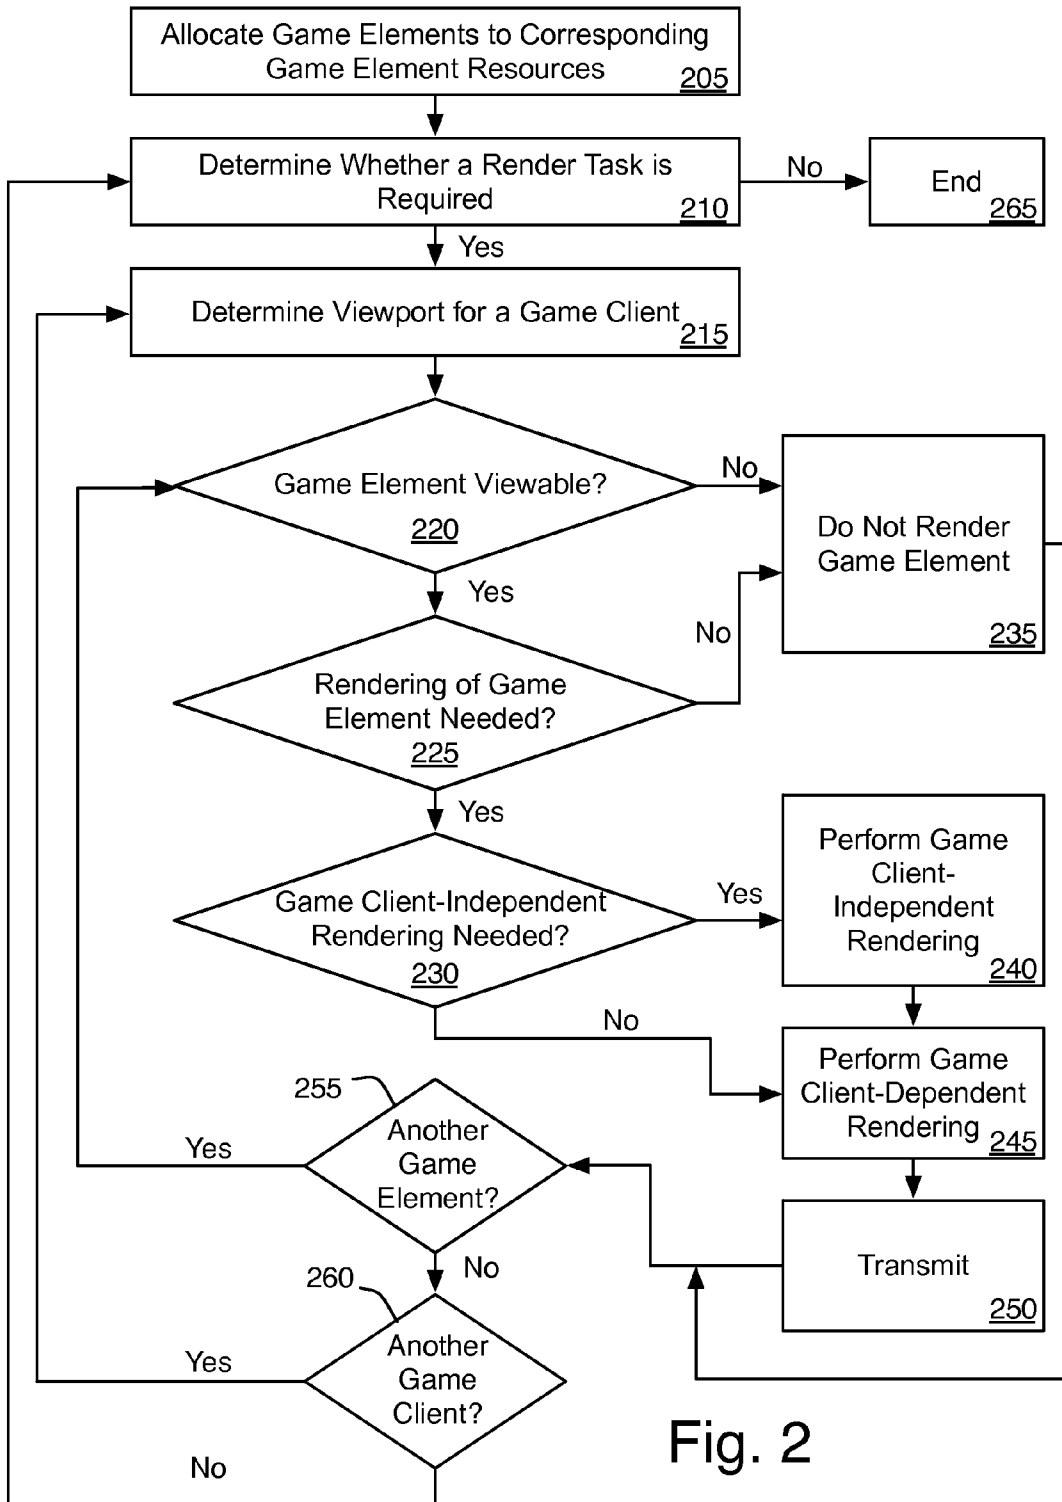 Allocate Game Elements to Corresponding
Game Element Resources
205
Determine Whether a Render Task is
Required
210
No
End
265
Yes
Determine Viewport for a Game Client
215
Game Element Viewable?
220
No
Do Not Render
Game Element
235
Yes
No
Rendering of Game
Element Needed?
225
Yes
Game Client-Independent
Rendering Needed?
230
Yes
Perform Game
Client-
Independent
Rendering
240
No
Perform Game
Client-Dependent
Rendering
245
255
Another
Game
Element?
Yes
Transmit
250
No
260
Another
Game
Client?
Yes
No
Fig. 2